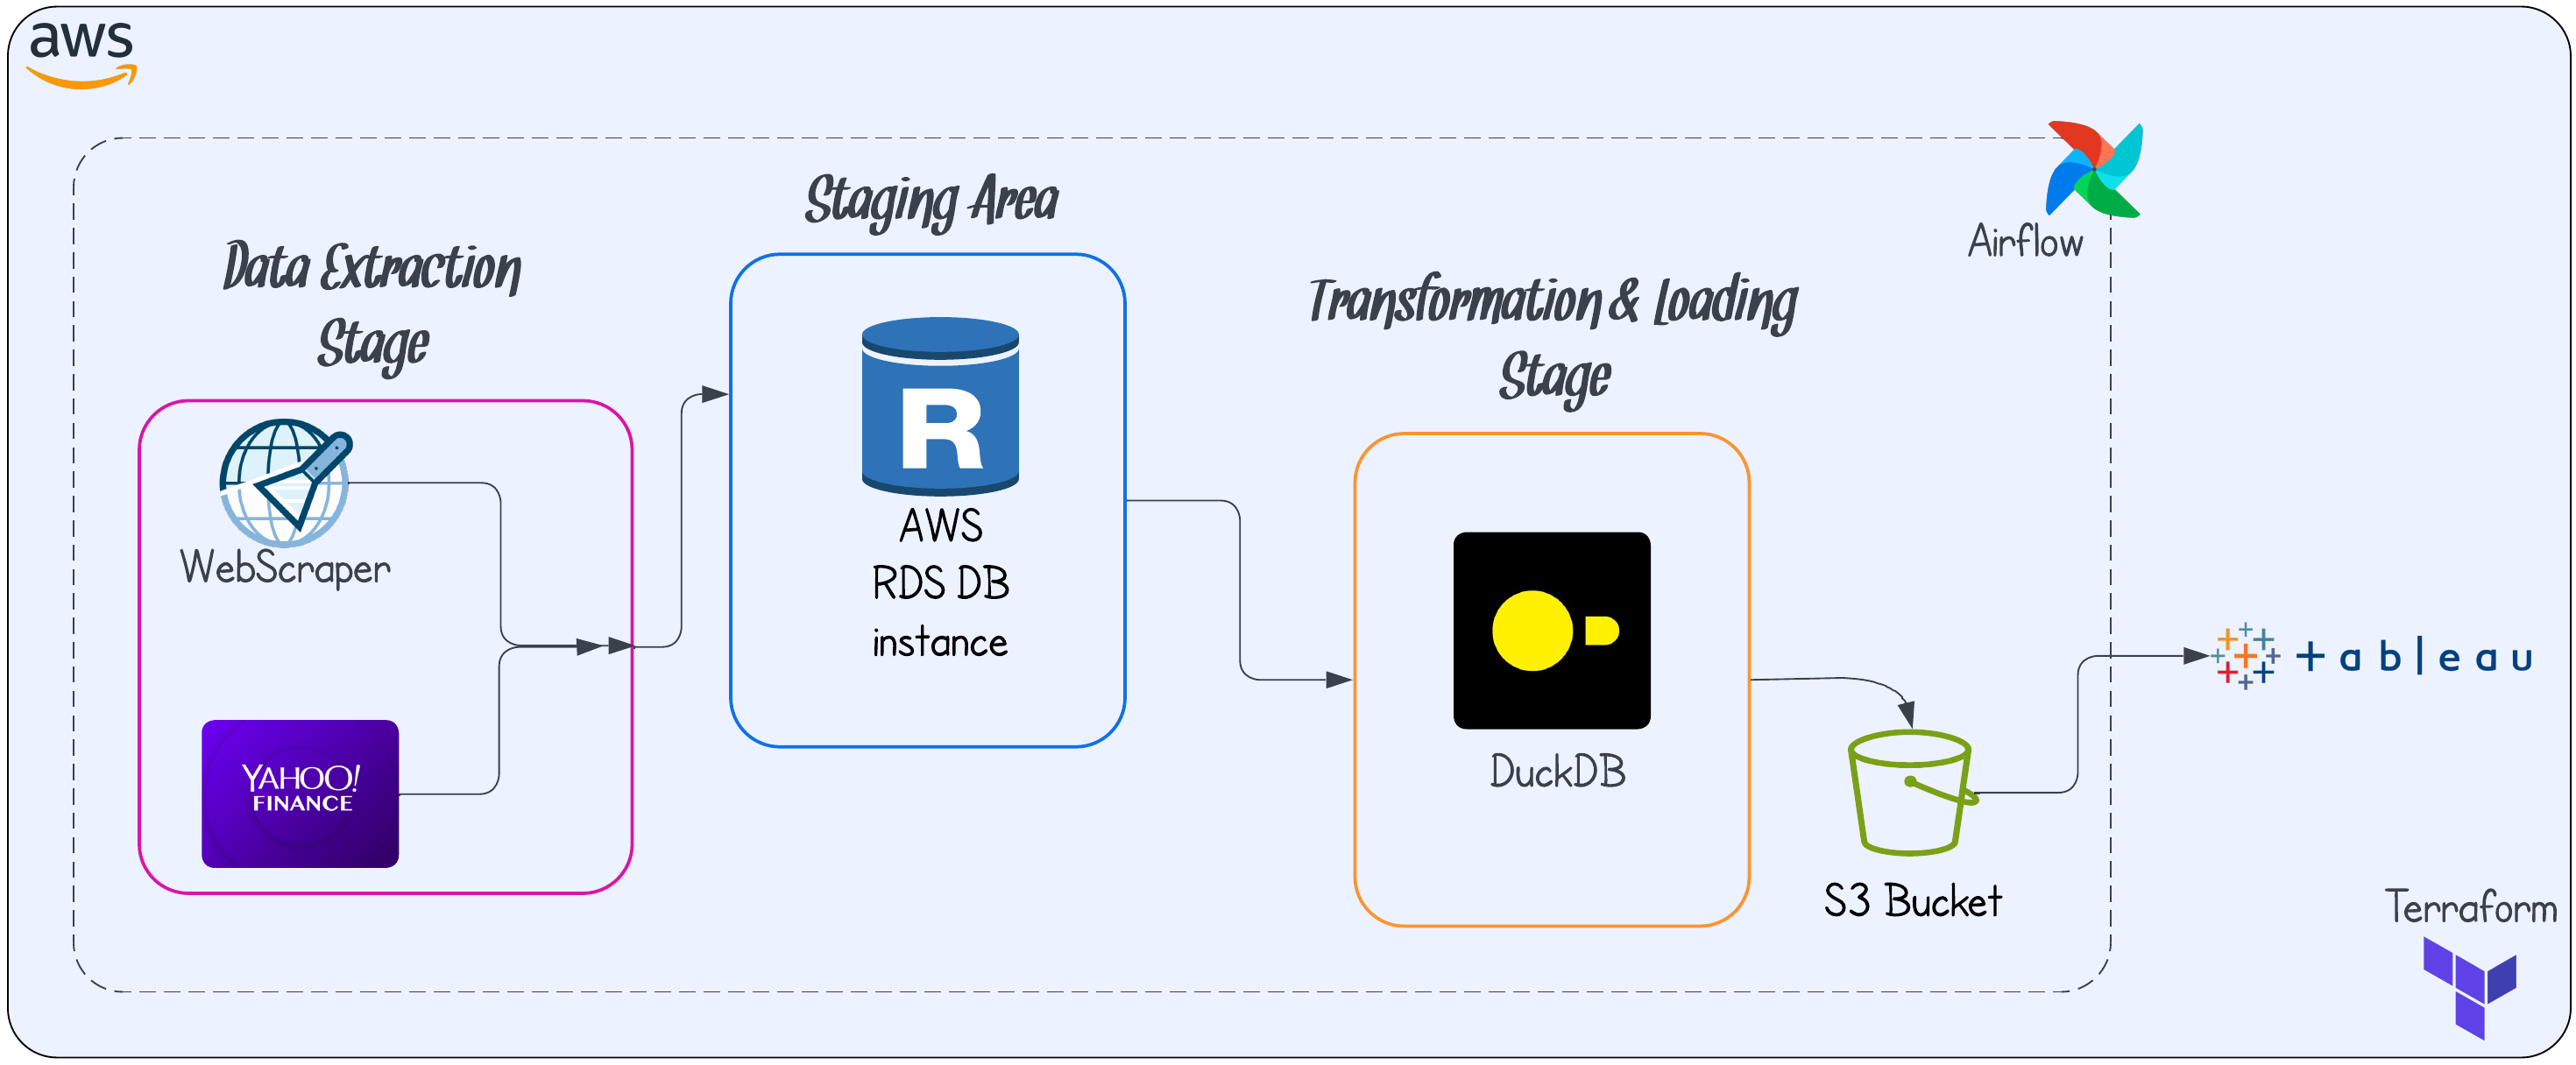 aws
Airflow
Data Extraction
Stage
WebScraper
YAHOO!
FINANCE
Staging Area
R
AWS
RDS DB
instance
Transformation & Loading
Stage
DuckDB
S3 Bucket
+ableau
Terraform